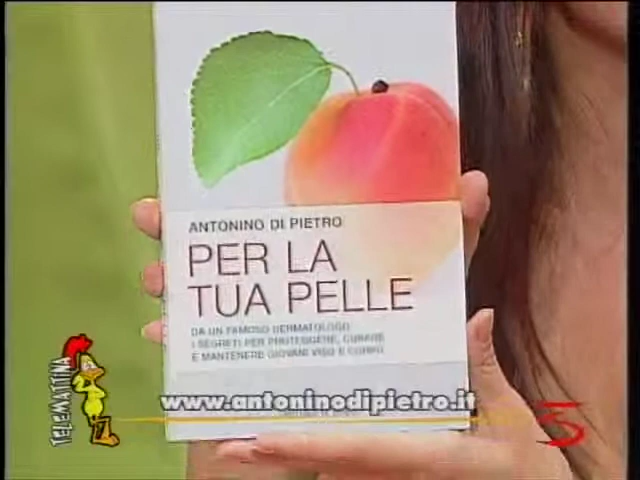 ANTONINO DI PIETRO
PER LA
TUA PELLE
DA UN FAMOSO DERMATOLOGO
I SEGRETI PER PROTEGGERE, CURARE
E MANTENERE GIOVANI VISO E CORPO
www.antoninodipietro.it
TELEMATTINA
3